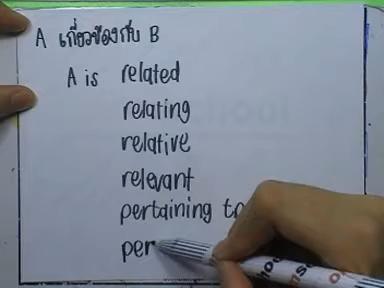 A เกี่ยวข้องกับ B
A is related
relating
relative
relevant
pertaining to
per